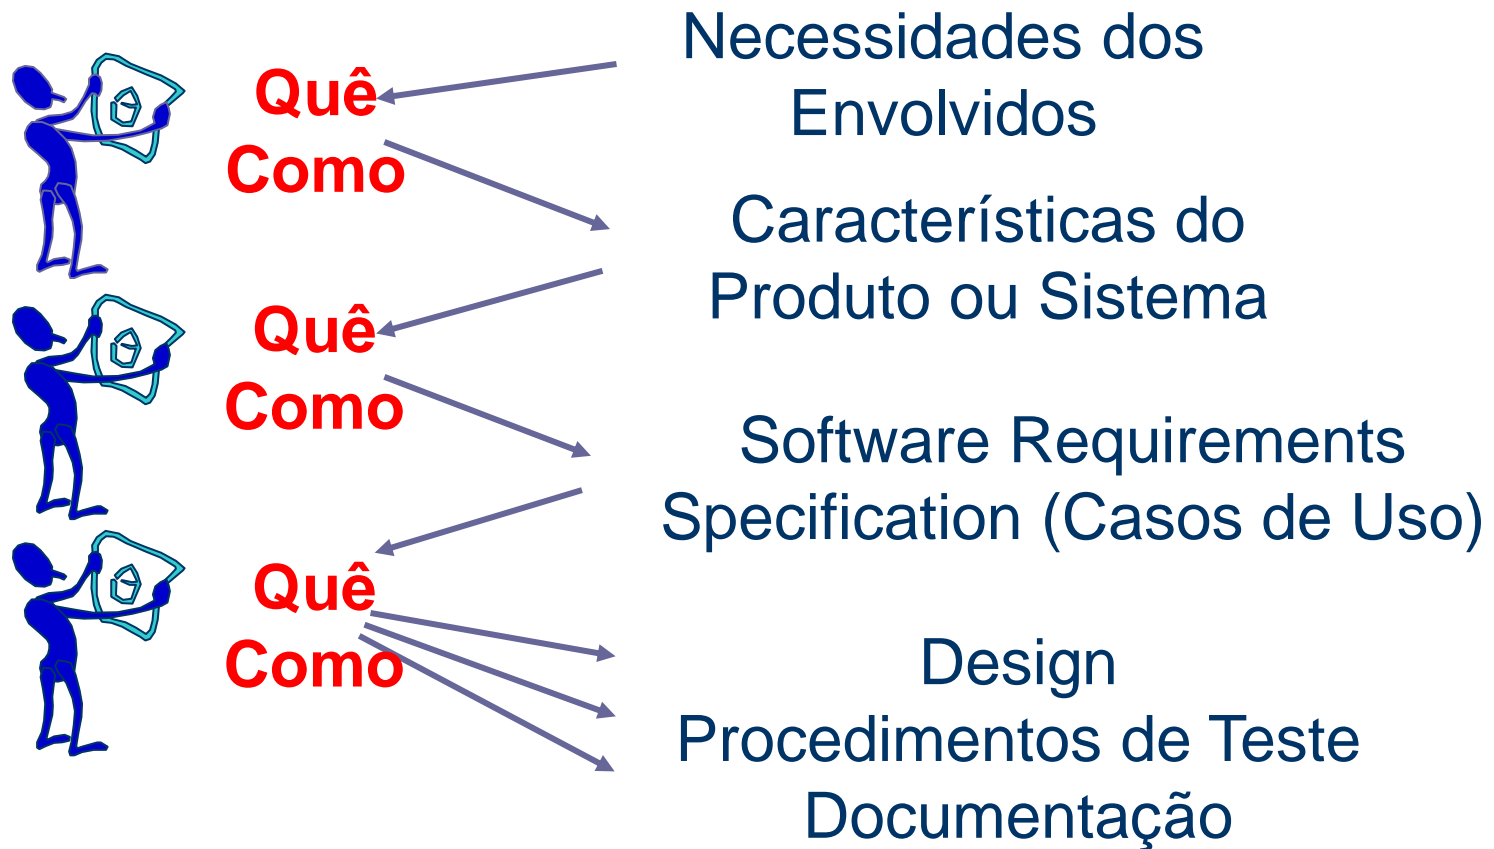 Necessidades dos
Envolvidos
Quê
Como
Características do
Produto ou Sistema
Quê
Como
Software Requirements
Specification (Casos de Uso)
Quê
Como
Design
Procedimentos de Teste
Documentação